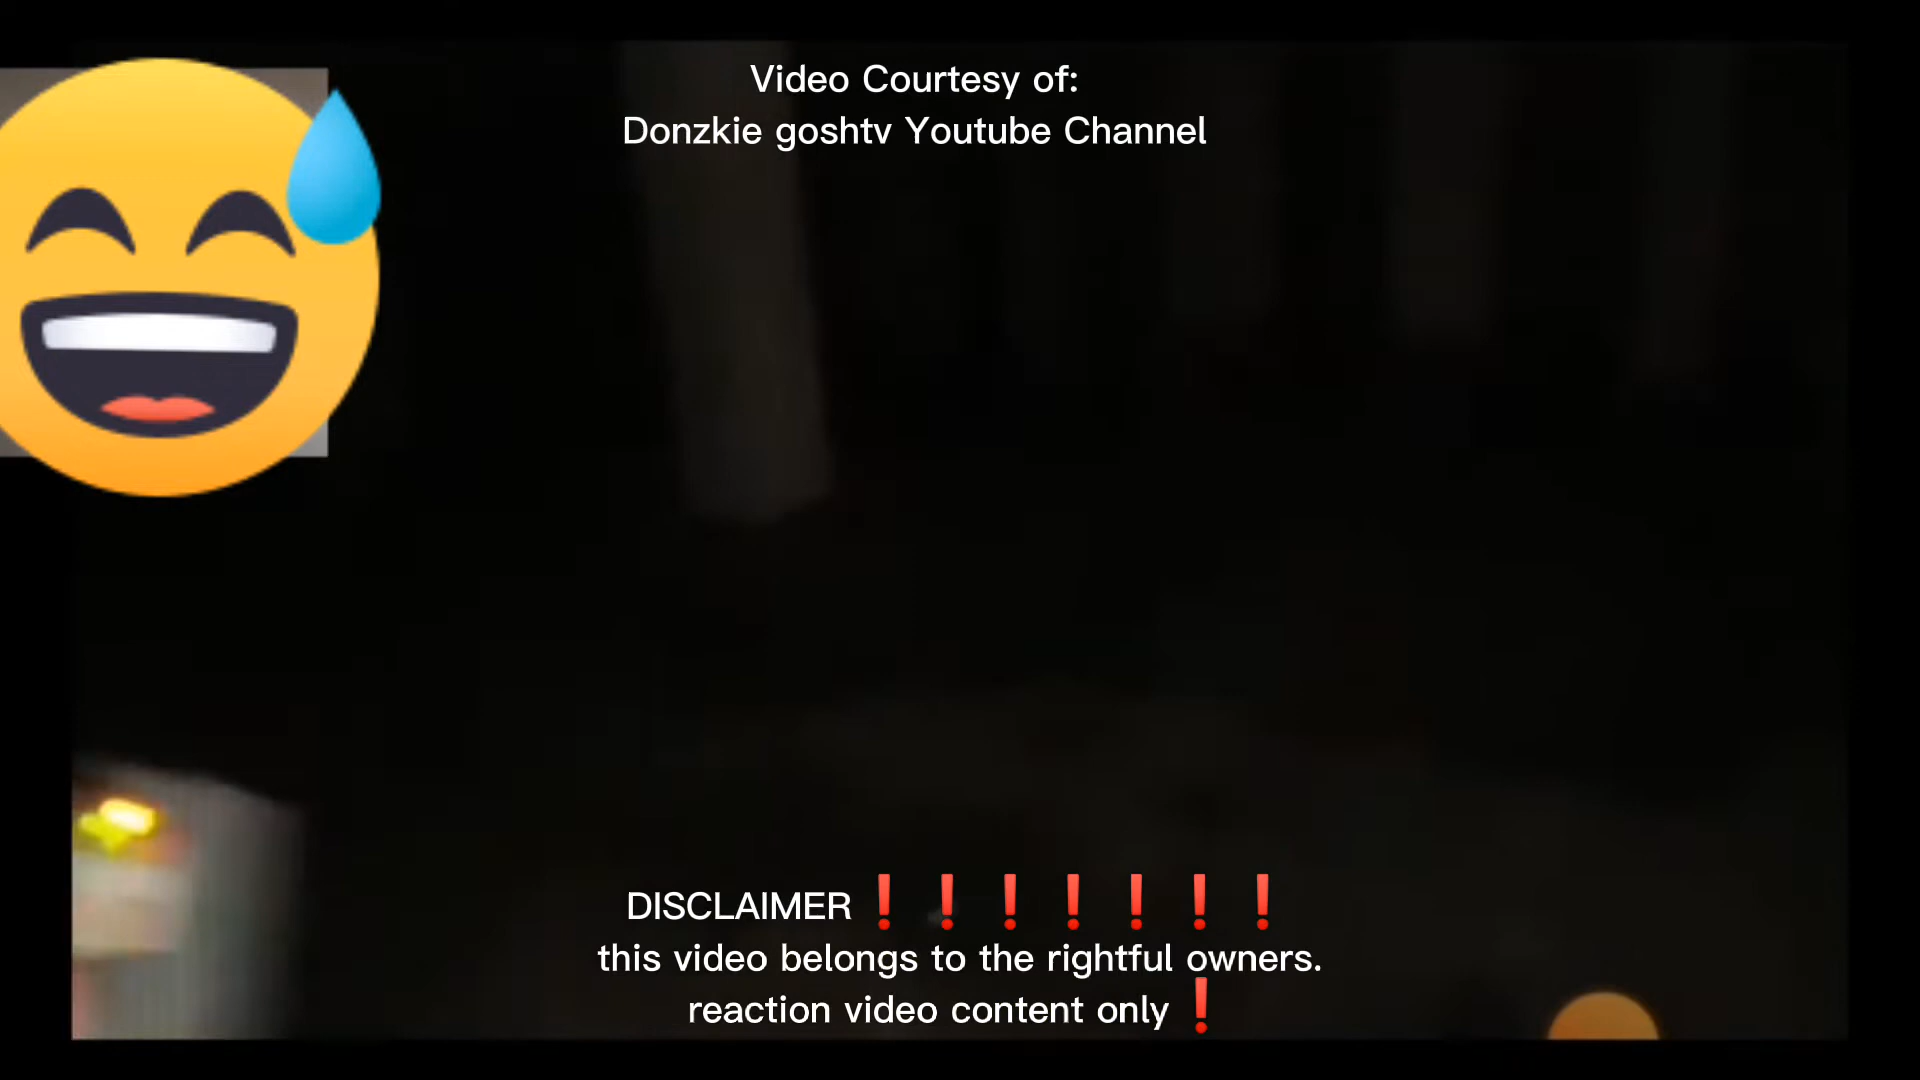 Video Courtesy of:
Donzkie goshtv Youtube Channel
DISCLAIMER❗❗❗❗❗❗❗
this video belongs to the rightful owners.
reaction video content only❗